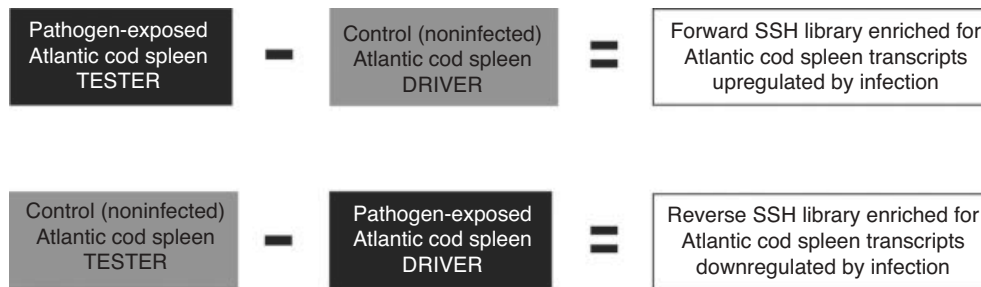 Pathogen-exposed
Atlantic cod spleen
TESTER
Control (noninfected)
Atlantic cod spleen
DRIVER
Forward SSH library enriched for
Atlantic cod spleen transcripts
upregulated by infection
Control (noninfected)
Atlantic cod spleen
TESTER
Pathogen-exposed
Atlantic cod spleen
DRIVER
Reverse SSH library enriched for
Atlantic cod spleen transcripts
downregulated by infection